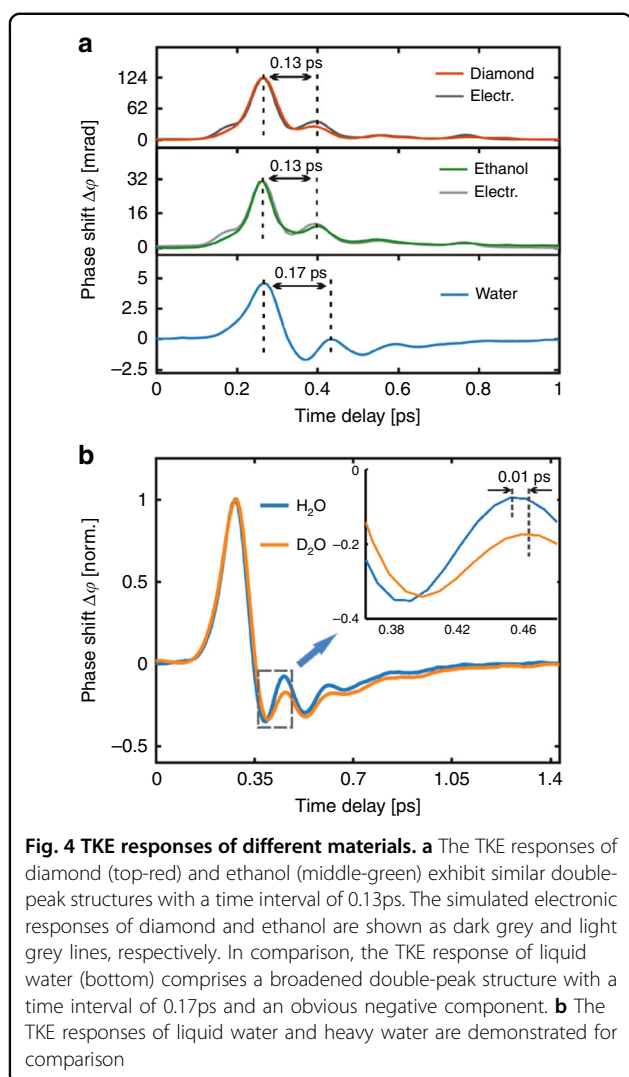 a
0.13 ps
124
62
0
Diamond
Electr.
0.13 ps
32
16
0
Ethanol
Electr.
Phase shift Δφ [mrad]
0.17 ps
5
2.5
0
−2.5
Water
0 0.2 0.4 0.6 0.8 1
Time delay [ps]
b
1
0.5
0
−0.5
Phase shift Δφ [norm.]
H₂O
D₂O
0
−0.2
−0.4
0.01 ps
0.38 0.42 0.46
0 0.35 0.7 1.05 1.4
Time delay [ps]
Fig. 4 TKE responses of different materials. a The TKE responses of
diamond (top-red) and ethanol (middle-green) exhibit similar double-
peak structures with a time interval of 0.13ps. The simulated electronic
responses of diamond and ethanol are shown as dark grey and light
grey lines, respectively. In comparison, the TKE response of liquid
water (bottom) comprises a broadened double-peak structure with a
time interval of 0.17ps and an obvious negative component. b The
TKE responses of liquid water and heavy water are demonstrated for
comparison